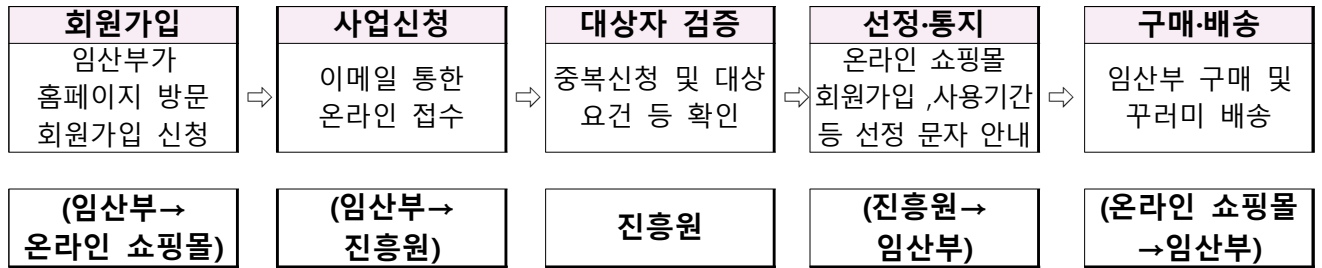 회원가입
임산부가
홈페이지 방문
회원가입 신청
⇨
사업신청
이메일 통한
온라인 접수
⇨
대상자 검증
중복신청 및 대상
요건 등 확인
⇨
선정·통지
온라인 쇼핑몰
회원가입 ,사용기간
등 선정 문자 안내
⇨
구매·배송
임산부 구매 및
꾸러미 배송
(임산부→
온라인 쇼핑몰)
(임산부→
진흥원)
진흥원
(진흥원→
임산부)
(온라인 쇼핑몰
→임산부)